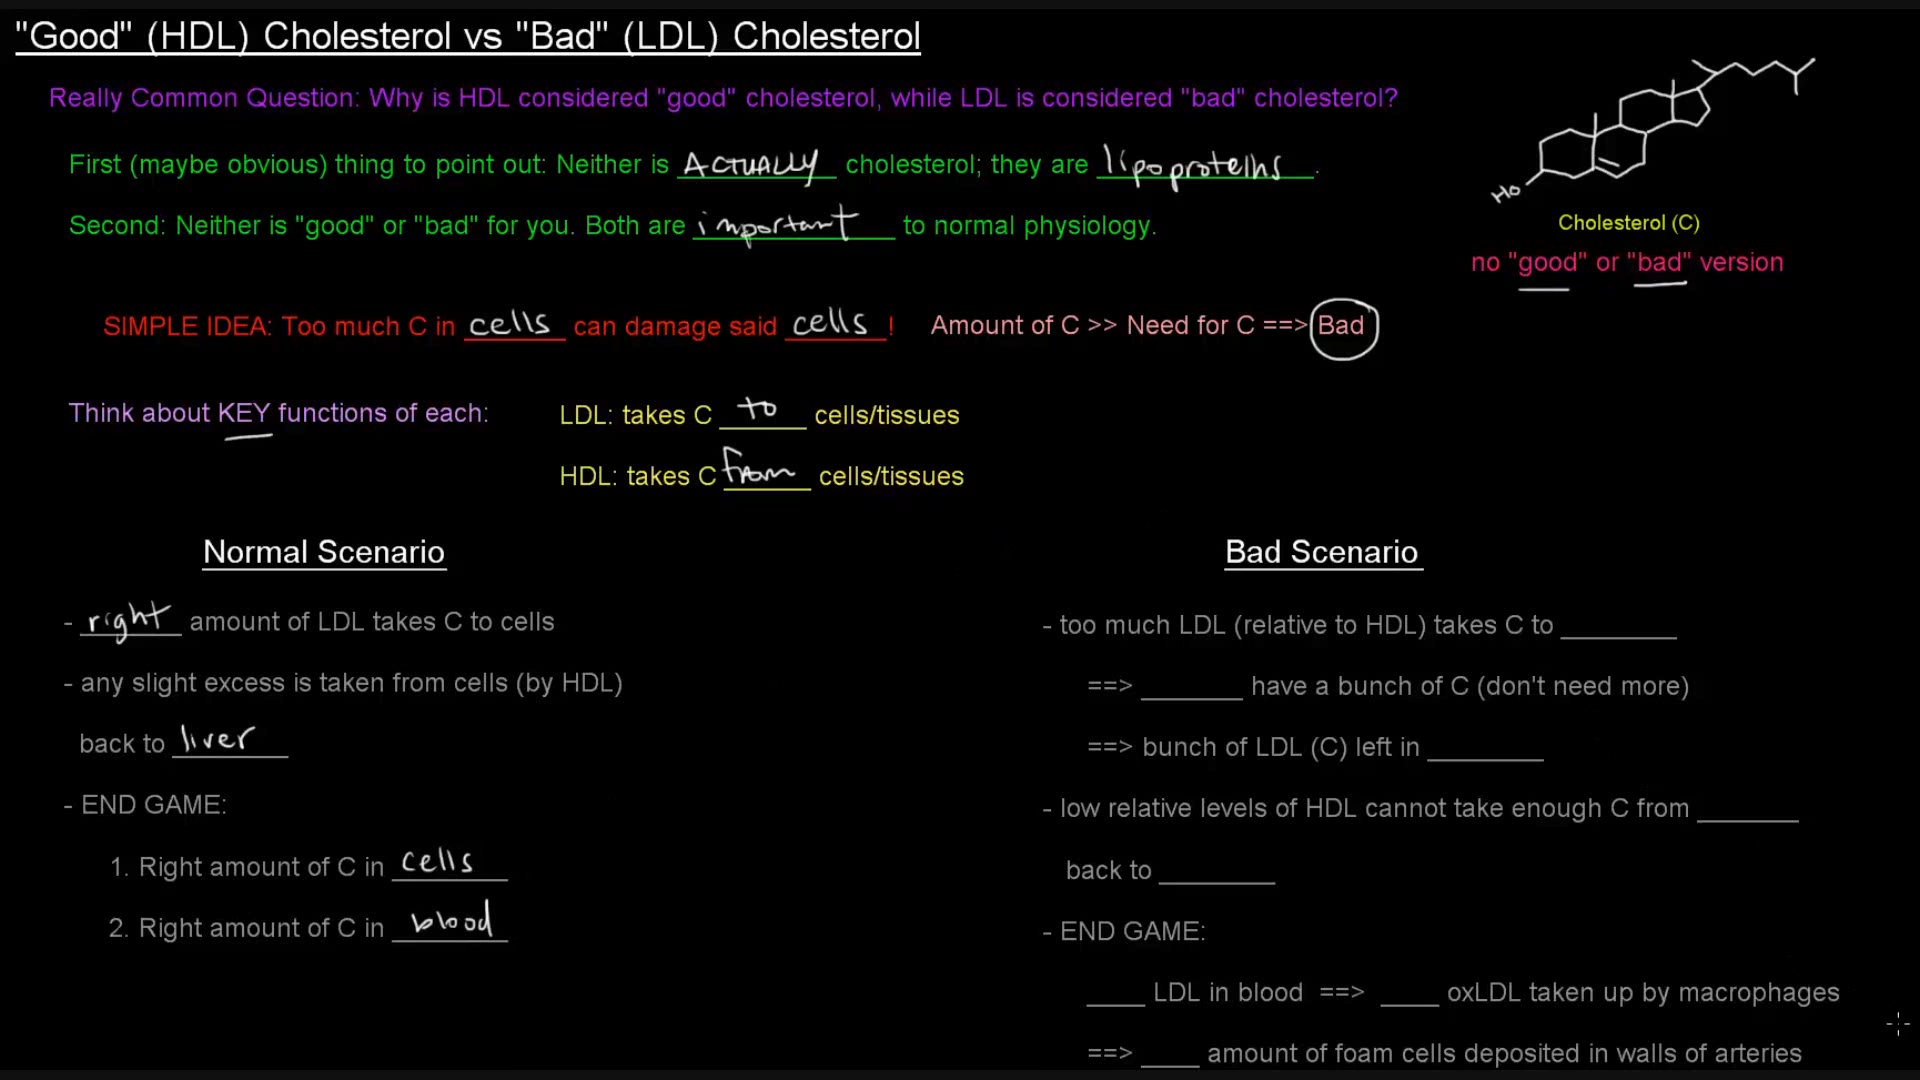 "Good" (HDL) Cholesterol vs "Bad" (LDL) Cholesterol
Really Common Question: Why is HDL considered "good" cholesterol, while LDL is considered "bad" cholesterol?
First (maybe obvious) thing to point out: Neither is ACTUALLY cholesterol; they are lipoproteins.
Second: Neither is "good" or "bad" for you. Both are important to normal physiology.
HO
Cholesterol (C)
no "good" or "bad" version
SIMPLE IDEA: Too much C in cells can damage said cells! Amount of C >> Need for C ==> Bad
Think about KEY functions of each:
LDL: takes C to cells/tissues
HDL: takes C from cells/tissues
Normal Scenario
- right amount of LDL takes C to cells
- any slight excess is taken from cells (by HDL)
back to liver
- END GAME:
1. Right amount of C in cells
2. Right amount of C in blood
Bad Scenario
- too much LDL (relative to HDL) takes C to ________
==> _______ have a bunch of C (don't need more)
==> bunch of LDL (C) left in ________
- low relative levels of HDL cannot take enough C from _______
back to ________
- END GAME:
____ LDL in blood ==> ____ oxLDL taken up by macrophages
==> ____ amount of foam cells deposited in walls of arteries